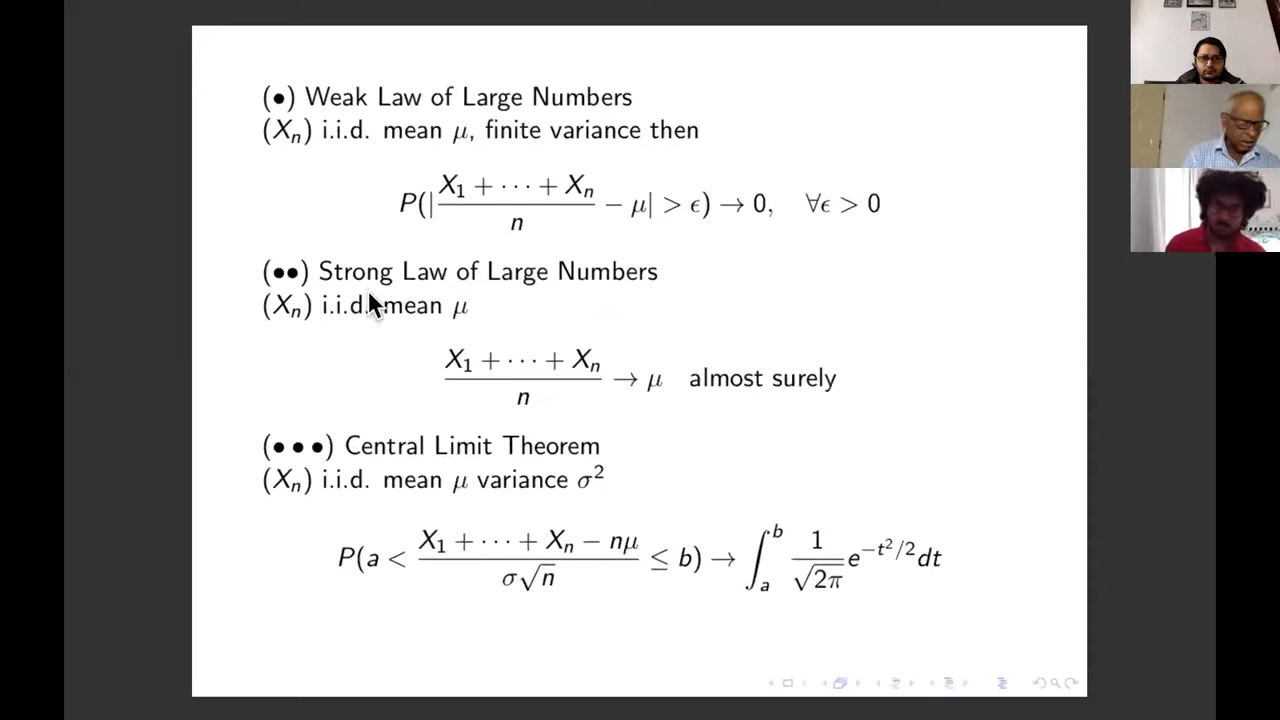 (•) Weak Law of Large Numbers
(Xₙ) i.i.d. mean μ, finite variance then
P(|(X₁ + ⋯ + Xₙ)/n − μ| > ϵ) → 0, ∀ϵ > 0
(••) Strong Law of Large Numbers
(Xₙ) i.i.d. mean μ
(X₁ + ⋯ + Xₙ)/n → μ almost surely
(• • •) Central Limit Theorem
(Xₙ) i.i.d. mean μ variance σ²
P(a < (X₁ + ⋯ + Xₙ − nμ)/(σ√n) ≤ b) → ∫ₐᵇ (1/√(2π)) e^(−t²/2) dt